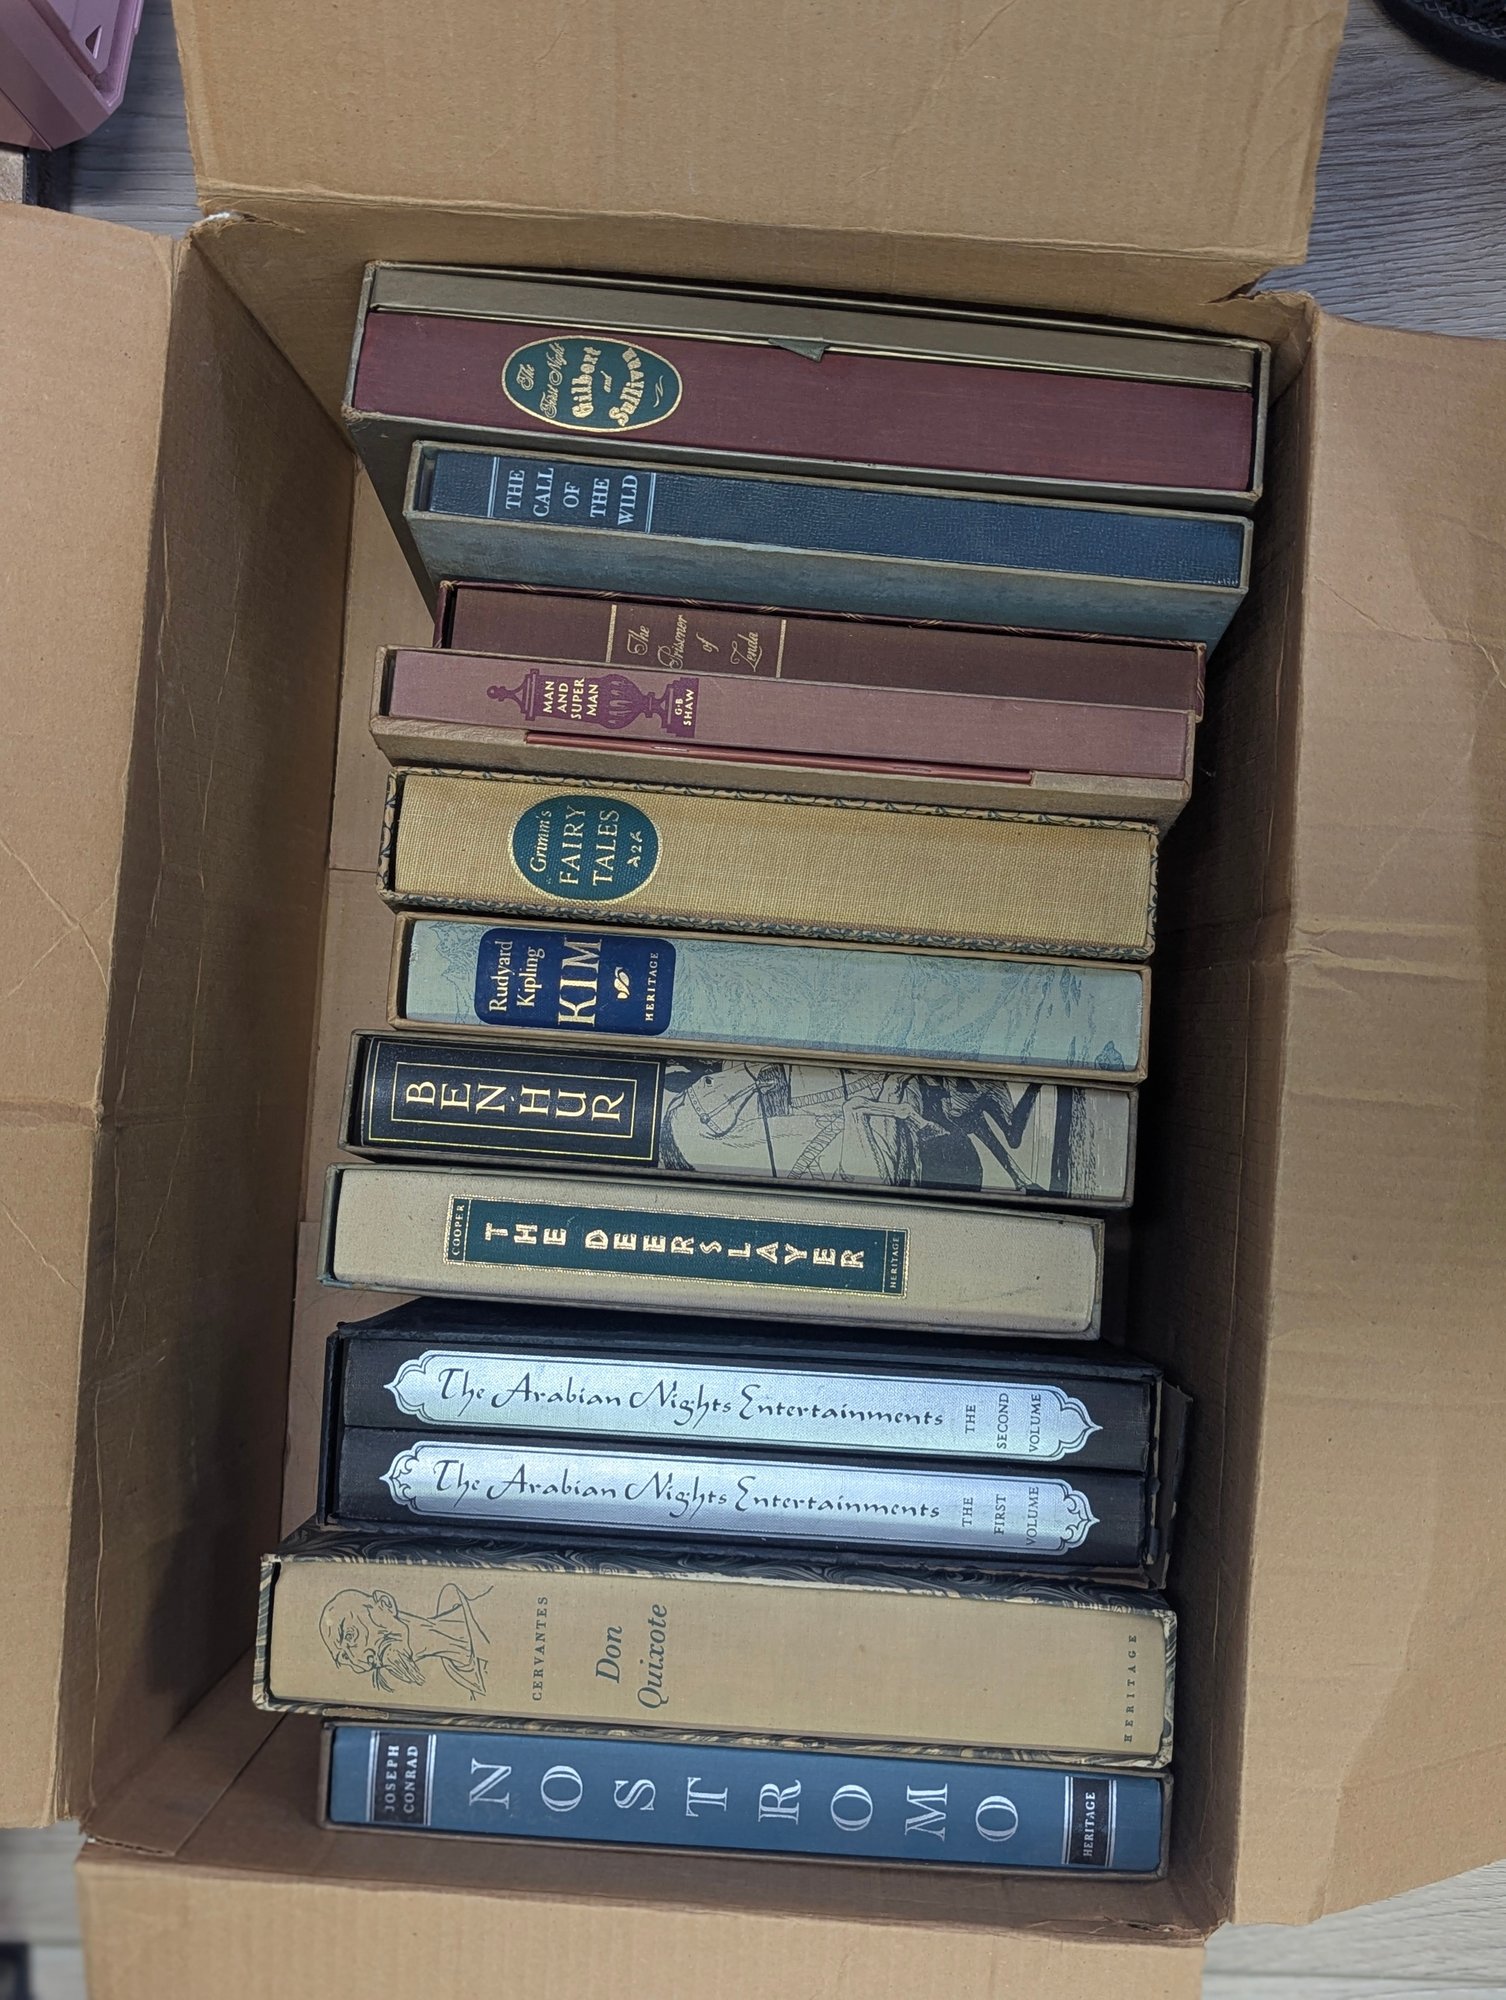 The
First Night
Gilbert
and
Sullivan
THE
CALL
OF
THE
WILD
The
Prisoner
of
Zenda
MAN
AND
SUPER
MAN
G·B
SHAW
Grimm's
FAIRY
TALES
Rudyard
Kipling
KIM
HERITAGE
BEN-HUR
COOPER
THE DEERSLAYER
HERITAGE
The Arabian Nights Entertainments
THE
SECOND
VOLUME
The Arabian Nights Entertainments
THE
FIRST
VOLUME
CERVANTES
Don
Quixote
HERITAGE
JOSEPH
CONRAD
NOSTROMO
HERITAGE